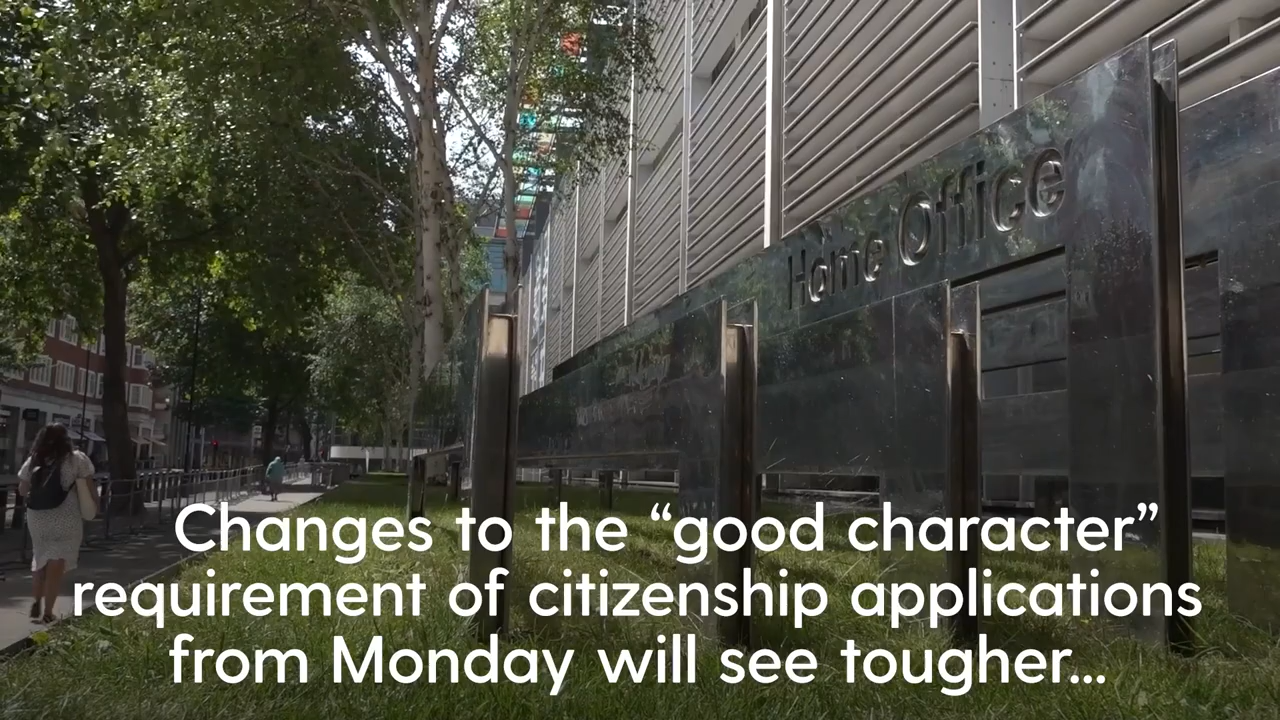 Home Office
Changes to the “good character”
requirement of citizenship applications
from Monday will see tougher...